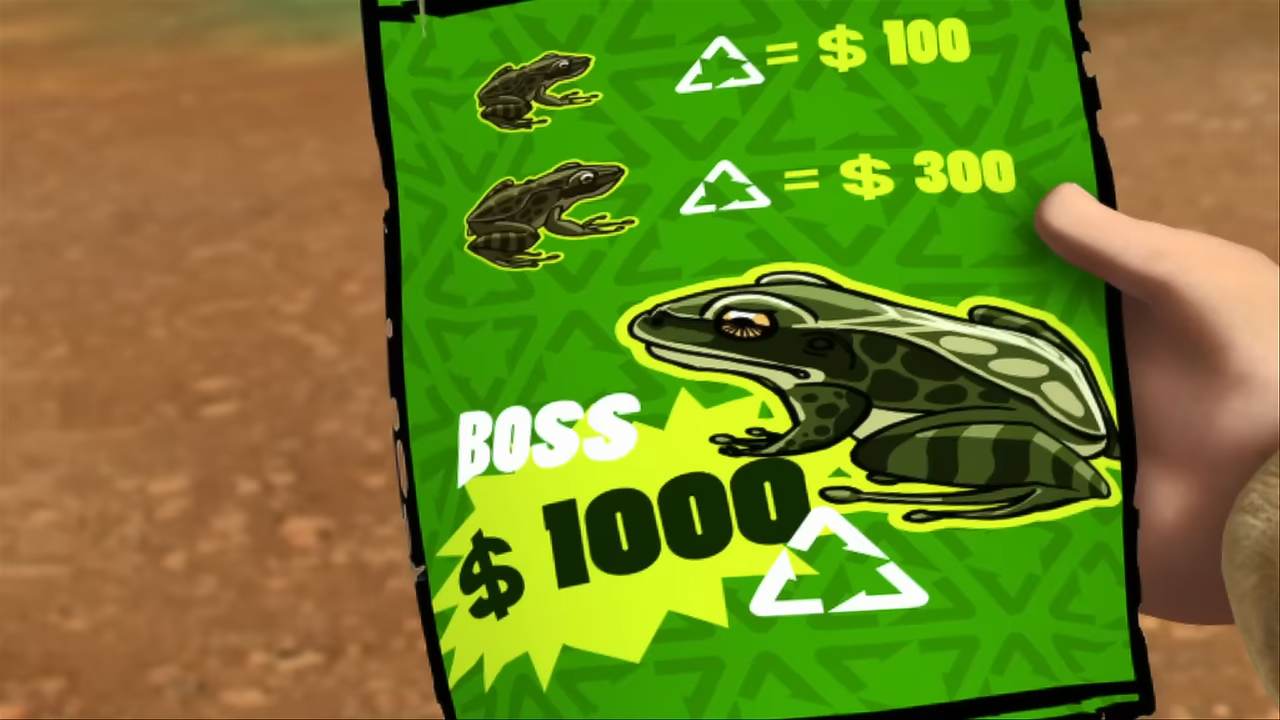 = $ 100
= $ 300
BOSS
$ 1000